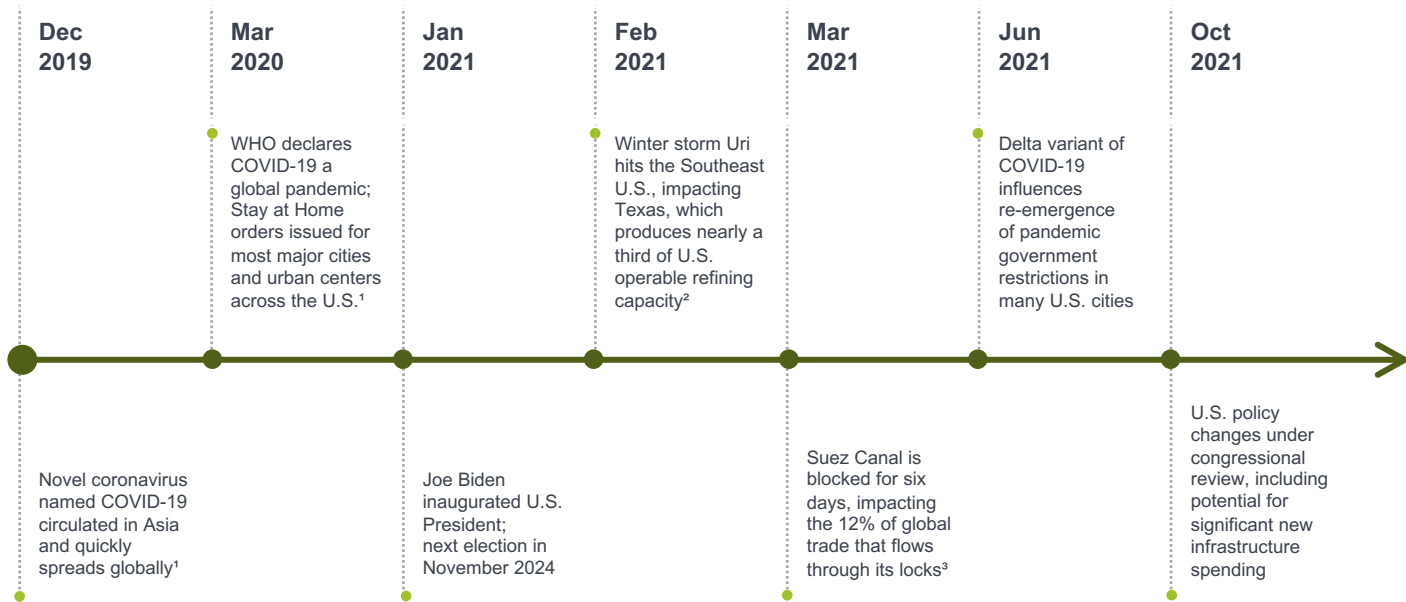 Dec
2019
Mar
2020
Jan
2021
Feb
2021
Mar
2021
Jun
2021
Oct
2021
WHO declares
COVID-19 a
global pandemic;
Stay at Home
orders issued for
most major cities
and urban centers
across the U.S.¹
Winter storm Uri
hits the Southeast
U.S., impacting
Texas, which
produces nearly a
third of U.S.
operable refining
capacity²
Delta variant of
COVID-19
influences
re-emergence
of pandemic
government
restrictions in
many U.S. cities
Novel coronavirus
named COVID-19
circulated in Asia
and quickly
spreads globally¹
Joe Biden
inaugurated U.S.
President;
next election in
November 2024
Suez Canal is
blocked for six
days, impacting
the 12% of global
trade that flows
through its locks³
U.S. policy
changes under
congressional
review, including
potential for
significant new
infrastructure
spending